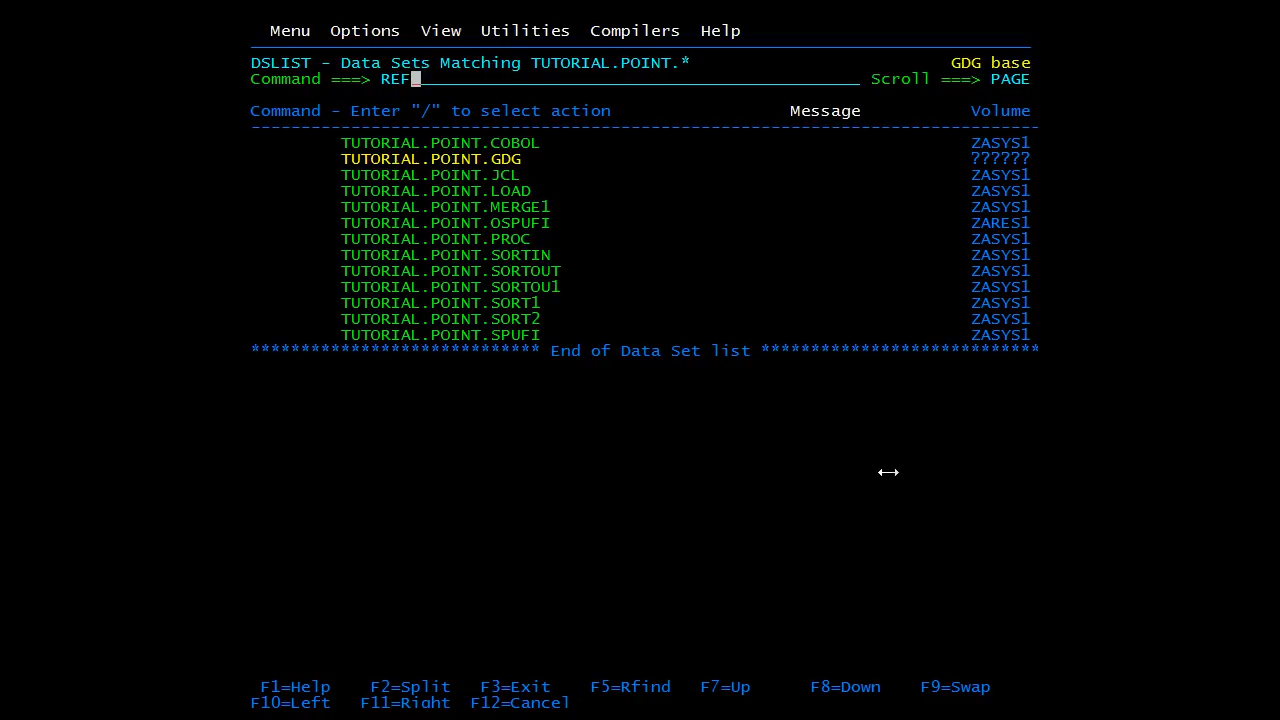 Menu Options View Utilities Compilers Help
DSLIST - Data Sets Matching TUTORIAL.POINT.* GDG base
Command ===> REF Scroll ===> PAGE
Command - Enter "/" to select action Message Volume
-------------------------------------------------------------------------------
TUTORIAL.POINT.COBOL ZASYS1
TUTORIAL.POINT.GDG ??????
TUTORIAL.POINT.JCL ZASYS1
TUTORIAL.POINT.LOAD ZASYS1
TUTORIAL.POINT.MERGE1 ZASYS1
TUTORIAL.POINT.OSPUFI ZARES1
TUTORIAL.POINT.PROC ZASYS1
TUTORIAL.POINT.SORTIN ZASYS1
TUTORIAL.POINT.SORTOUT ZASYS1
TUTORIAL.POINT.SORTOU1 ZASYS1
TUTORIAL.POINT.SORT1 ZASYS1
TUTORIAL.POINT.SORT2 ZASYS1
TUTORIAL.POINT.SPUFI ZASYS1
***************************** End of Data Set list ****************************
F1=Help F2=Split F3=Exit F5=Rfind F7=Up F8=Down F9=Swap
F10=Left F11=Right F12=Cancel